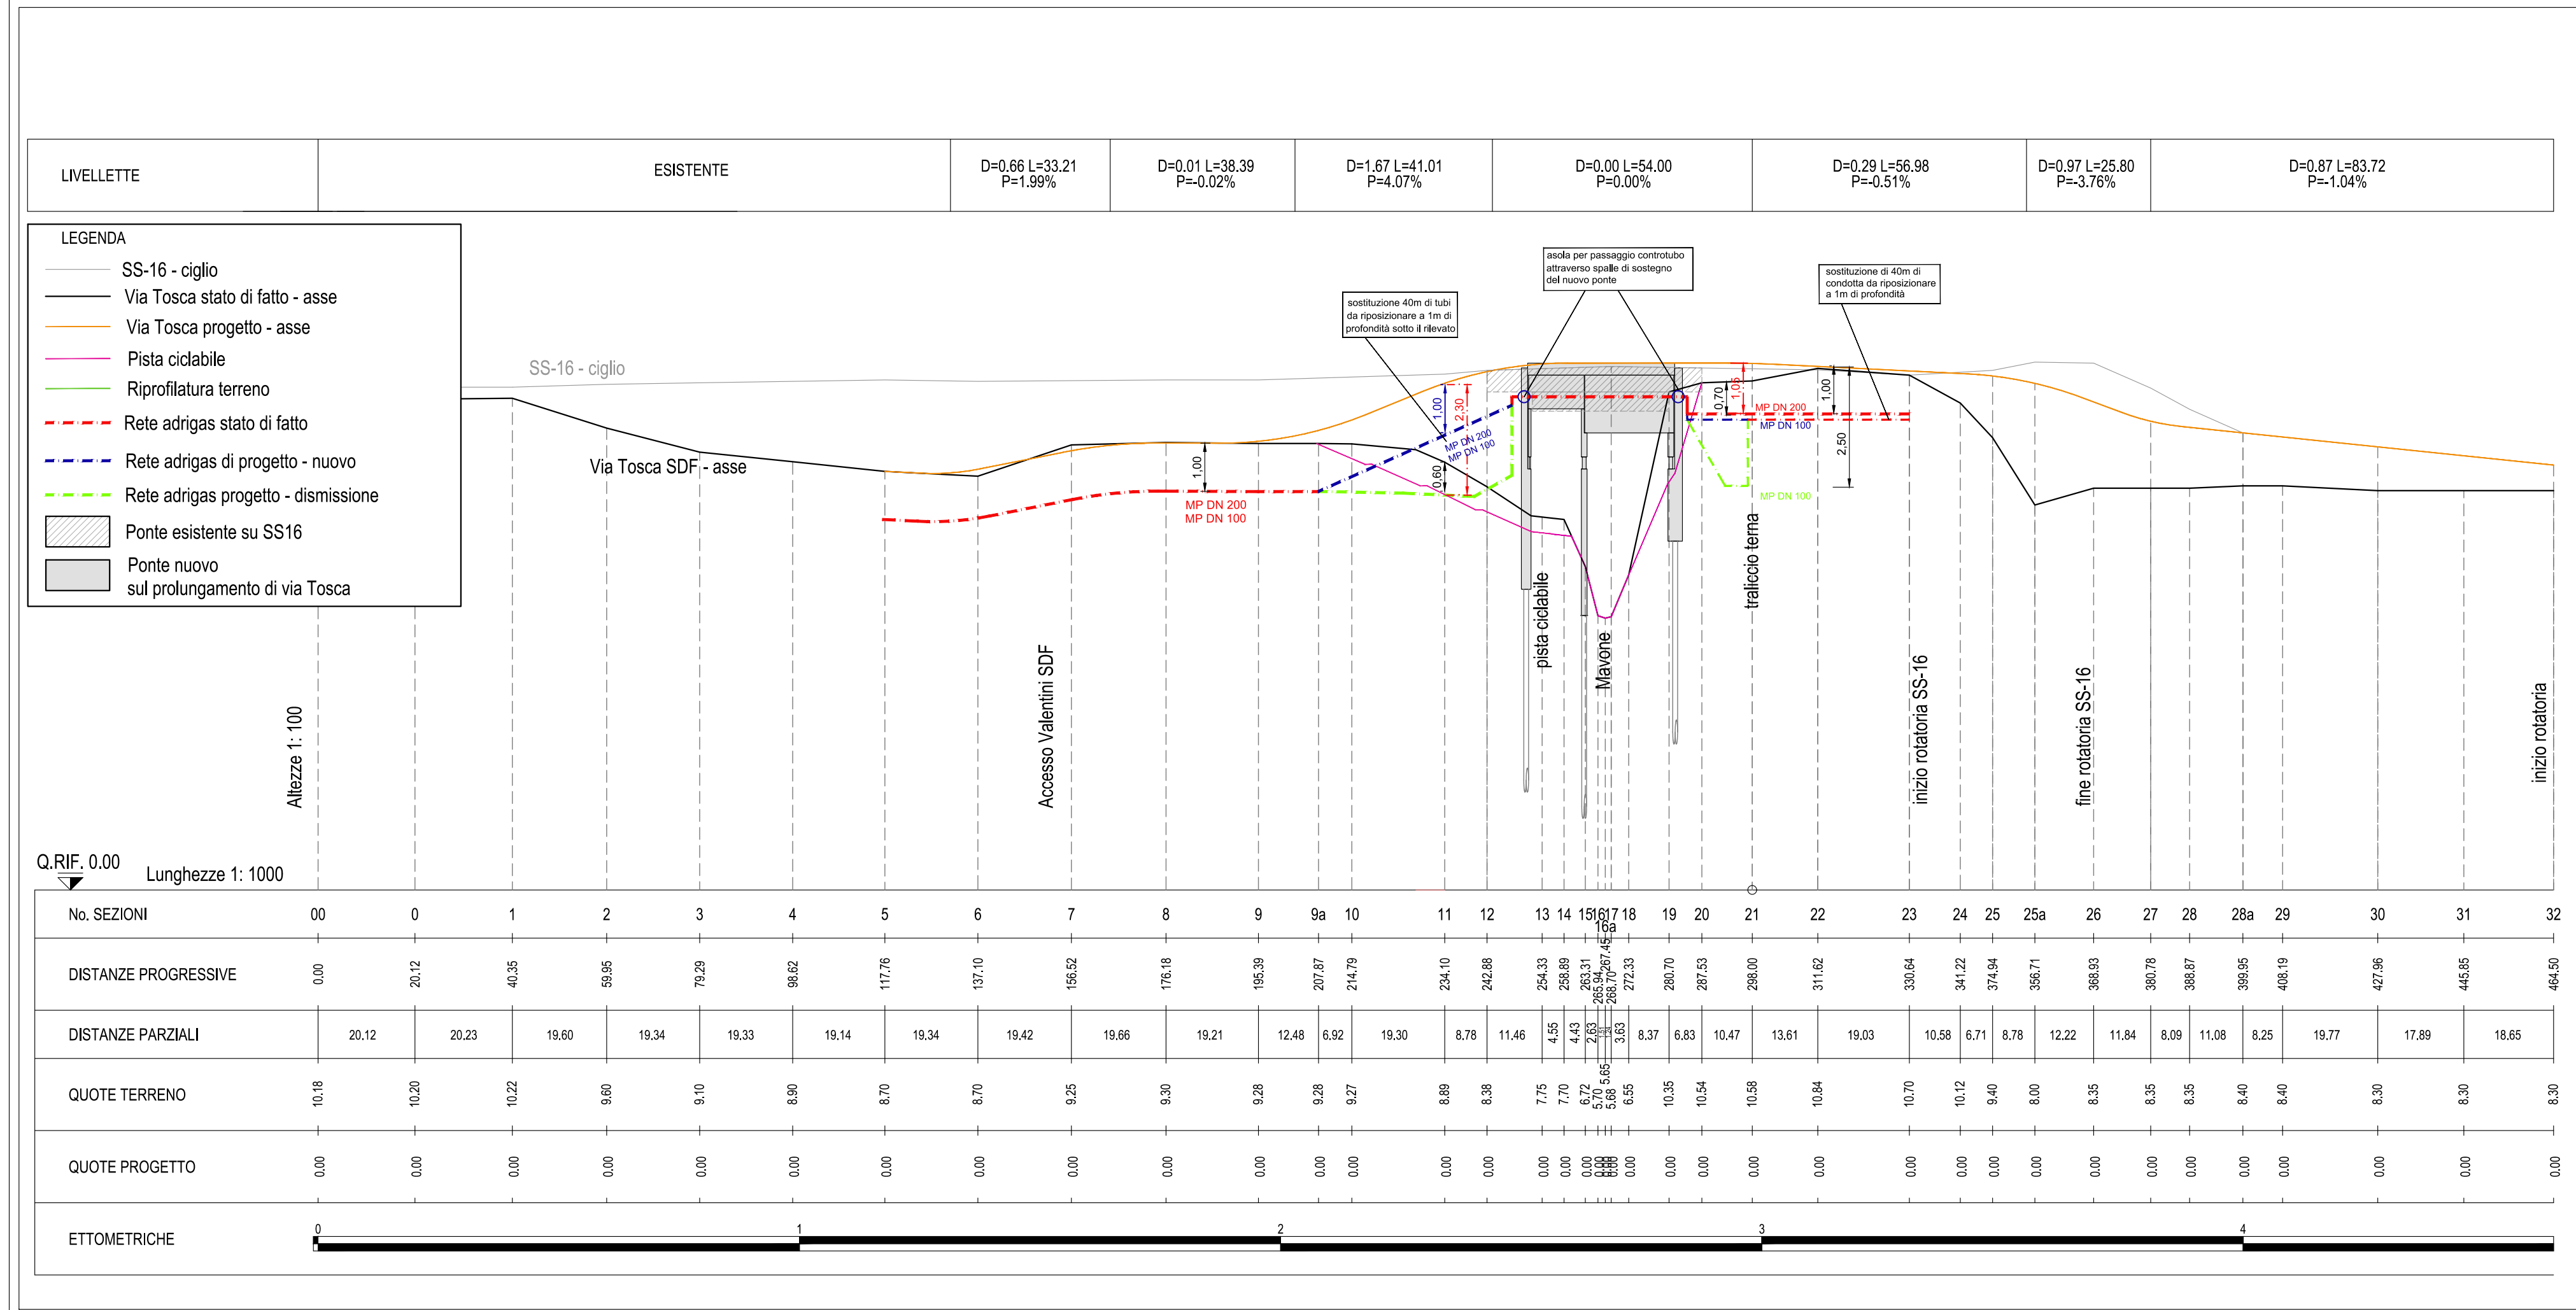 LIVELLETTE
ESISTENTE
D=0.66 L=33.21
P=1.99%
D=0.01 L=38.39
P=-0.02%
D=1.67 L=41.01
P=4.07%
D=0.00 L=54.00
P=0.00%
D=0.29 L=56.98
P=-0.51%
D=0.97 L=25.80
P=-3.76%
D=0.87 L=83.72
P=-1.04%
LEGENDA
SS-16 - ciglio
Via Tosca stato di fatto - asse
Via Tosca progetto - asse
Pista ciclabile
Riprofilatura terreno
Rete adrigas stato di fatto
Rete adrigas di progetto - nuovo
Rete adrigas progetto - dismissione
Ponte esistente su SS16
Ponte nuovo
sul prolungamento di via Tosca
SS-16 - ciglio
Via Tosca SDF - asse
1,00
MP DN 200
MP DN 100
sostituzione 40m di tubi
da riposizionare a 1m di
profondità sotto il rilevato
asola per passaggio controtubo
attraverso spalle di sostegno
del nuovo ponte
sostituzione di 40m di
condotta da riposizionare
a 1m di profondità
1,00
2,30
MP DN 200
MP DN 100
0,60
0,70
1,05
1,00
2,50
MP DN 200
MP DN 100
MP DN 100
Altezze 1: 100
Accesso Valentini SDF
pista ciclabile
Mavone
traliccio terna
inizio rotatoria SS-16
fine rotatoria SS-16
inizio rotatoria
Q.RIF. 0.00
Lunghezze 1: 1000
No. SEZIONI 00 0 1 2 3 4 5 6 7 8 9 9a 10 11 12 13 14 15 16 16a 17 18 19 20 21 22 23 24 25 25a 26 27 28 28a 29 30 31 32
DISTANZE PROGRESSIVE 0.00 20.12 40.35 59.95 79.29 98.62 117.76 137.10 156.52 176.18 195.39 207.87 214.79 234.10 242.88 254.33 258.89 263.31 265.94 267.45 268.70 272.33 280.70 287.53 298.00 311.62 330.64 341.22 374.94 356.71 368.93 380.78 388.87 399.95 408.19 427.96 445.85 464.50
DISTANZE PARZIALI 20.12 20.23 19.60 19.34 19.33 19.14 19.34 19.42 19.66 19.21 12.48 6.92 19.30 8.78 11.46 4.55 4.43 2.63 3.63 8.37 6.83 10.47 13.61 19.03 10.58 6.71 8.78 12.22 11.84 8.09 11.08 8.25 19.77 17.89 18.65
QUOTE TERRENO 10.18 10.20 10.22 9.60 9.10 8.90 8.70 8.70 9.25 9.30 9.28 9.28 9.27 8.89 8.38 7.75 7.70 6.72 5.70 5.65 5.68 6.55 10.35 10.54 10.58 10.84 10.70 10.12 9.40 8.00 8.35 8.35 8.35 8.40 8.40 8.30 8.30 8.30
QUOTE PROGETTO 0.00 0.00 0.00 0.00 0.00 0.00 0.00 0.00 0.00 0.00 0.00 0.00 0.00 0.00 0.00 0.00 0.00 0.00 0.00 0.00 0.00 0.00 0.00 0.00 0.00 0.00 0.00 0.00 0.00 0.00 0.00 0.00 0.00 0.00 0.00 0.00 0.00 0.00
ETTOMETRICHE 0 1 2 3 4